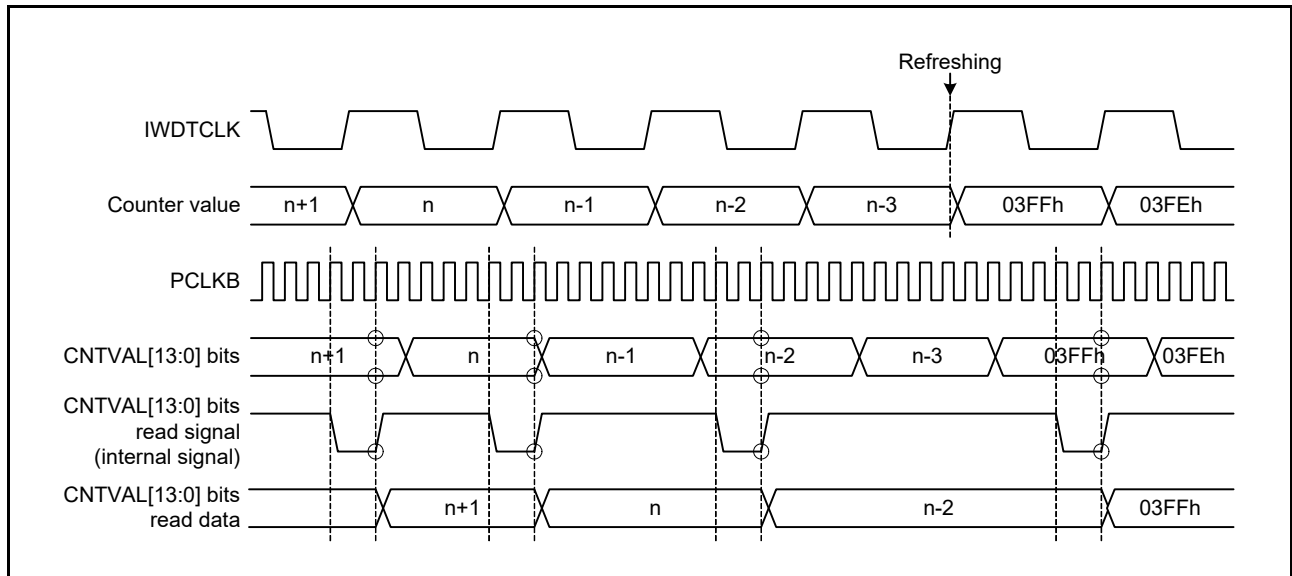 Refreshing
IWDTCLK
Counter value
n+1
n
n-1
n-2
n-3
03FFh
03FEh
PCLKB
CNTVAL[13:0] bits
n+1
n
n-1
n-2
n-3
03FFh
03FEh
CNTVAL[13:0] bits
read signal
(internal signal)
CNTVAL[13:0] bits
read data
n+1
n
n-2
03FFh